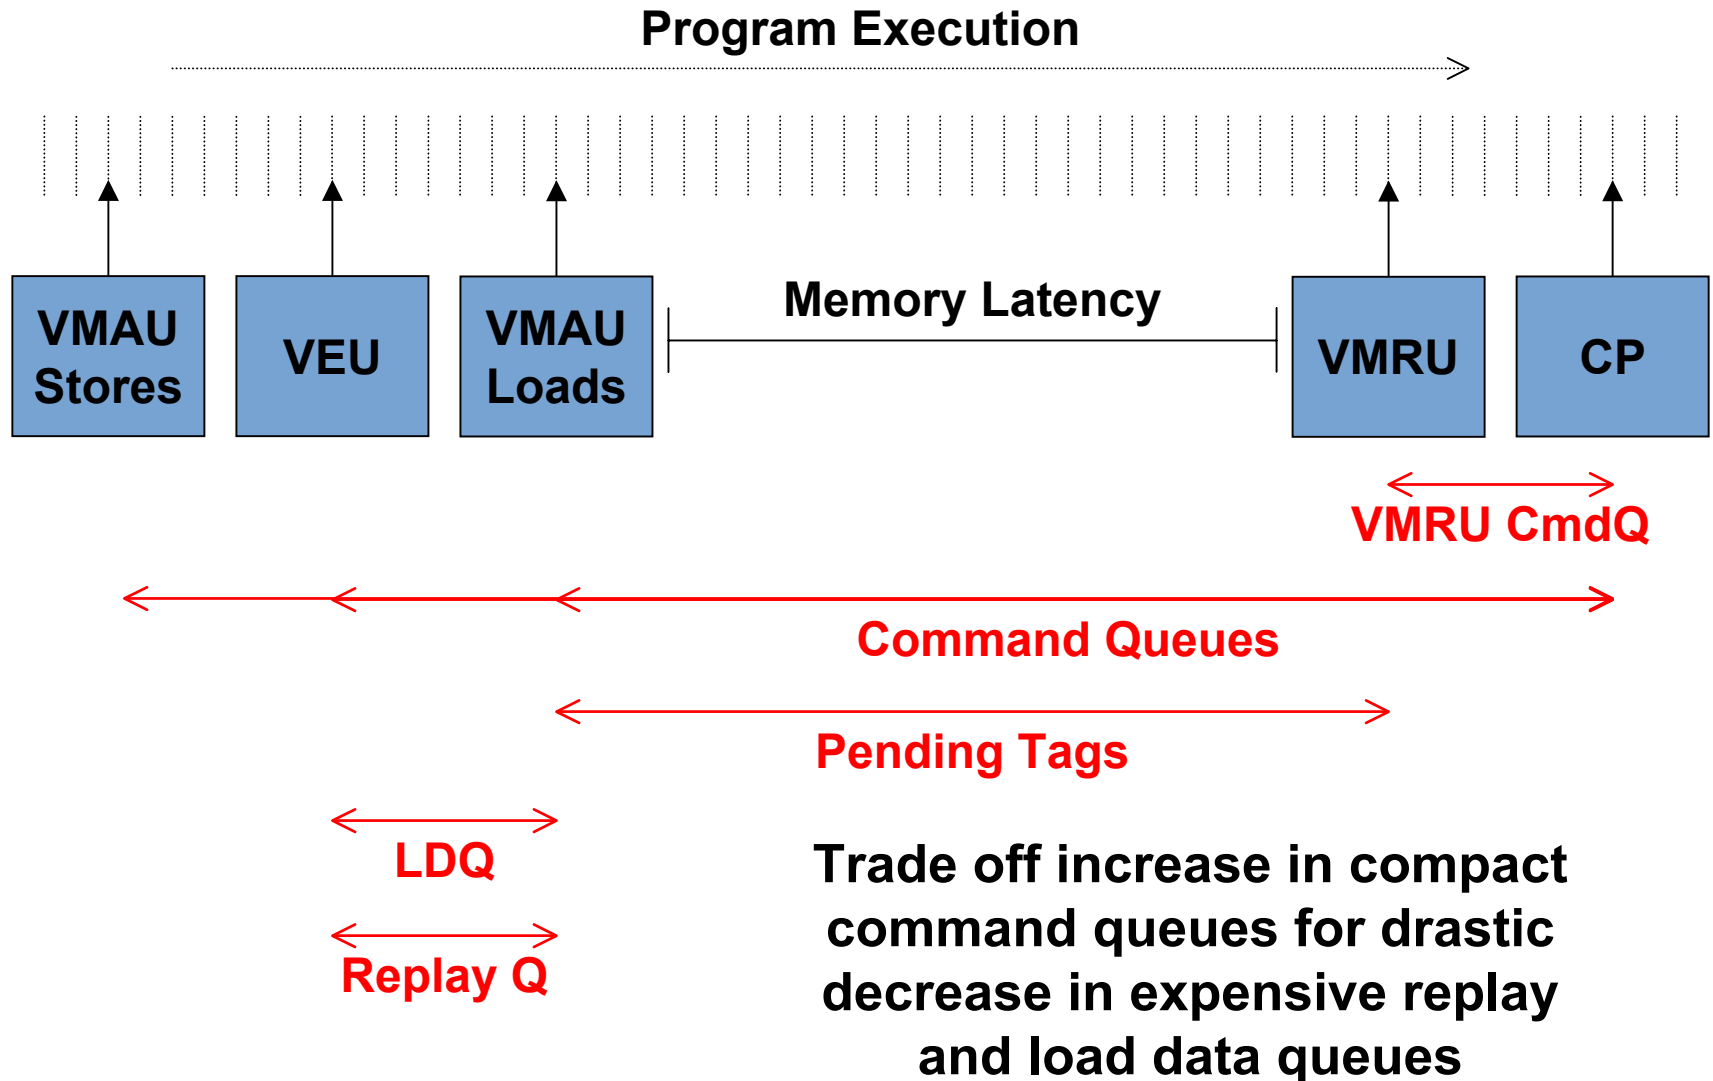 Program Execution
VMAU
Stores
VEU
VMAU
Loads
Memory Latency
VMRU
CP
VMRU CmdQ
Command Queues
Pending Tags
LDQ
Replay Q
Trade off increase in compact
command queues for drastic
decrease in expensive replay
and load data queues